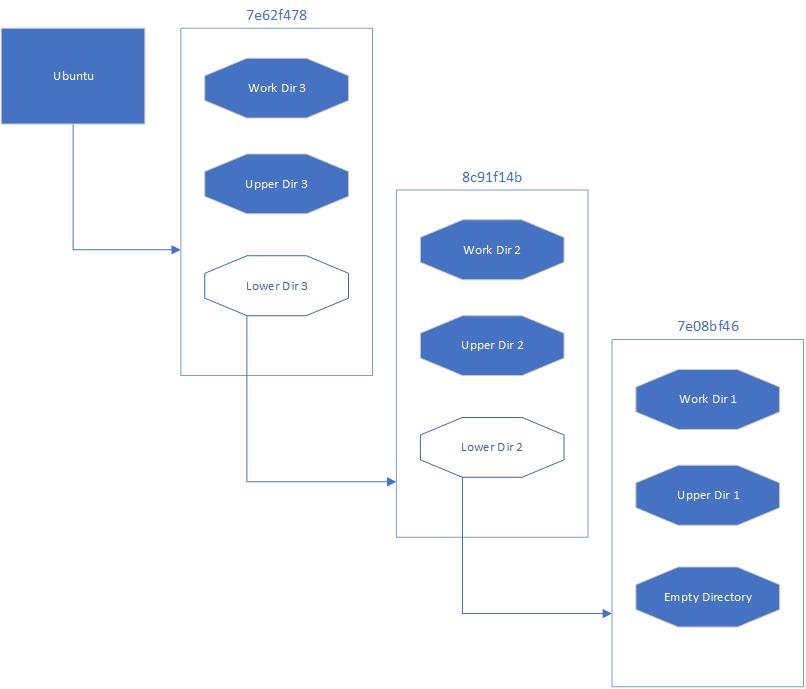 7e62f478
Ubuntu
Work Dir 3
Upper Dir 3
Lower Dir 3
8c91f14b
Work Dir 2
Upper Dir 2
Lower Dir 2
7e08bf46
Work Dir 1
Upper Dir 1
Empty Directory